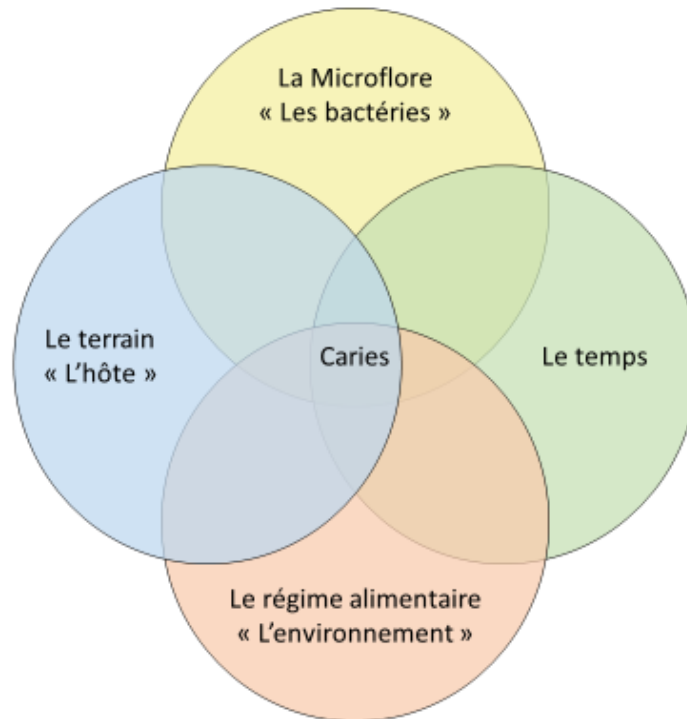 La Microflore
« Les bactéries »
Le terrain
« L'hôte »
Caries
Le temps
Le régime alimentaire
« L'environnement »